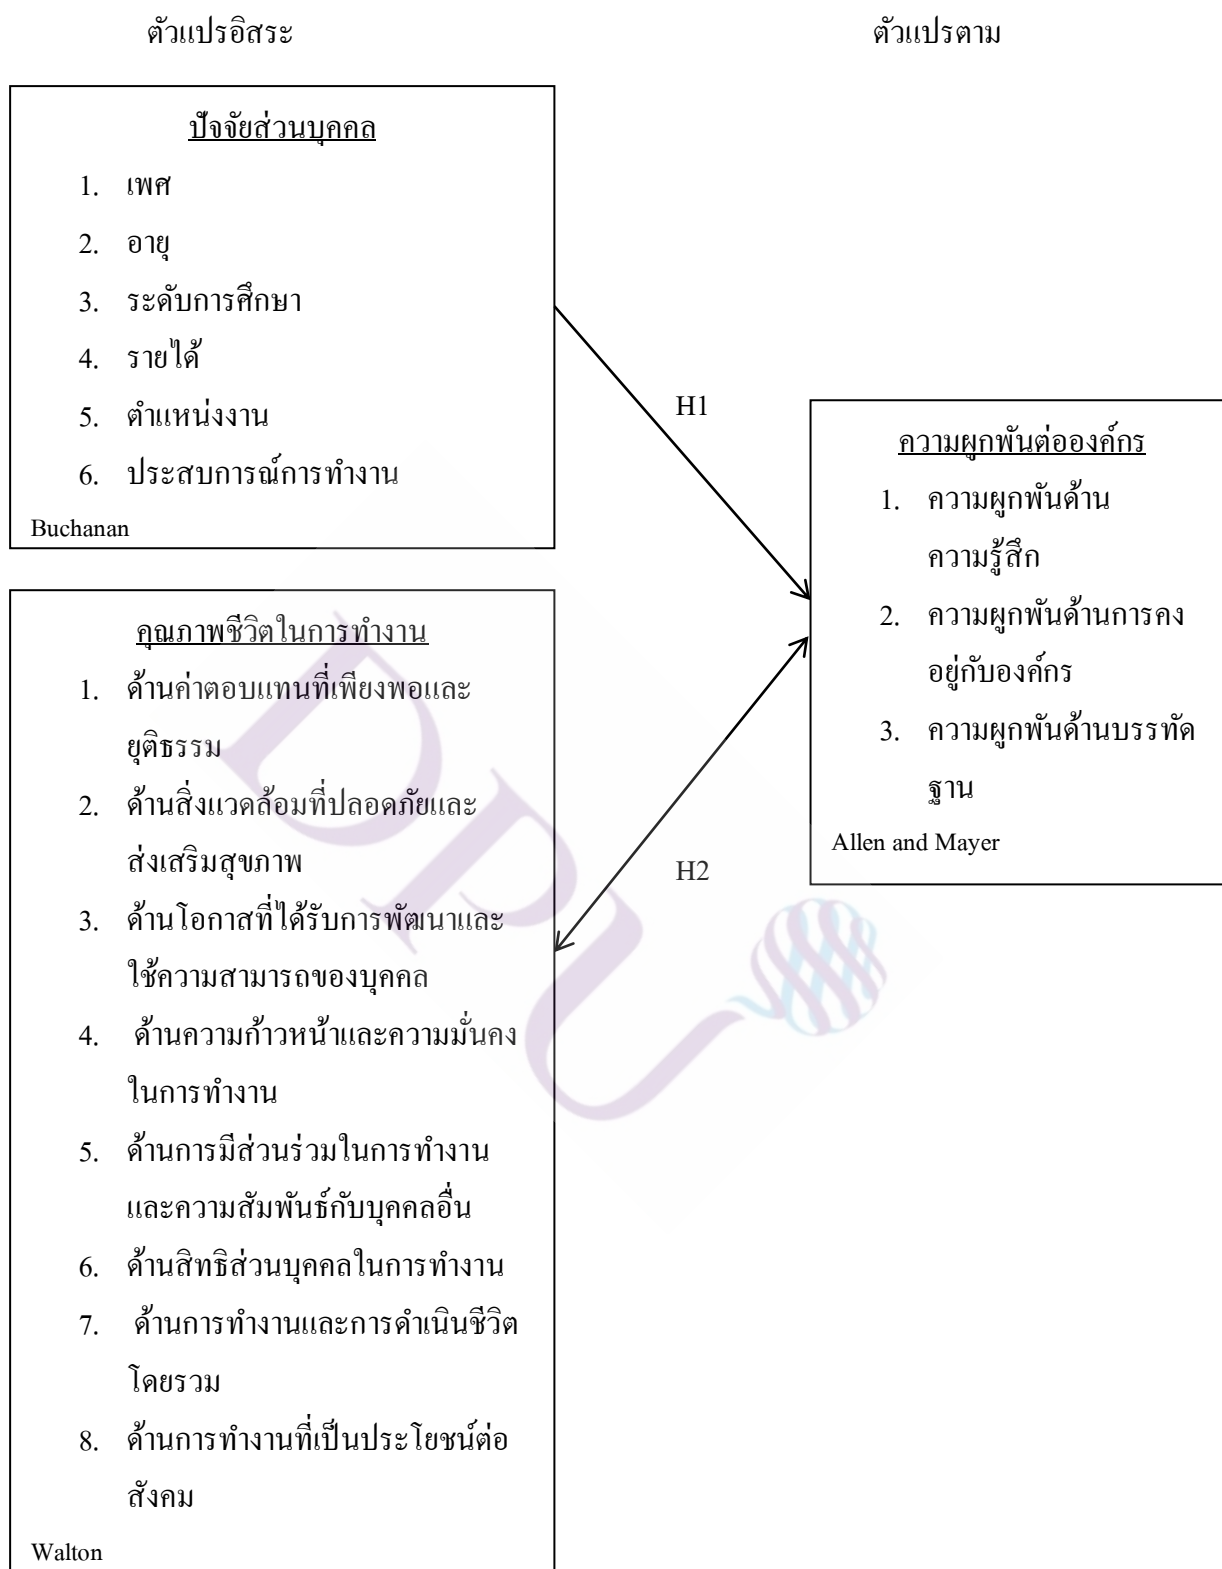 ตัวแปรอิสระ
ตัวแปรตาม
ปัจจัยส่วนบุคคล
1. เพศ
2. อายุ
3. ระดับการศึกษา
4. รายได้
5. ตำแหน่งงาน
6. ประสบการณ์การทำงาน
Buchanan
H1
ความผูกพันต่อองค์กร
1. ความผูกพันด้าน
ความรู้สึก
2. ความผูกพันด้านการคง
อยู่กับองค์กร
3. ความผูกพันด้านบรรทัด
ฐาน
Allen and Mayer
H2
คุณภาพชีวิตในการทำงาน
1. ด้านค่าตอบแทนที่เพียงพอและ
ยุติธรรม
2. ด้านสิ่งแวดล้อมที่ปลอดภัยและ
ส่งเสริมสุขภาพ
3. ด้านโอกาสที่ได้รับการพัฒนาและ
ใช้ความสามารถของบุคคล
4. ด้านความก้าวหน้าและความมั่นคง
ในการทำงาน
5. ด้านการมีส่วนร่วมในการทำงาน
และความสัมพันธ์กับบุคคลอื่น
6. ด้านสิทธิส่วนบุคคลในการทำงาน
7. ด้านการทำงานและการดำเนินชีวิต
โดยรวม
8. ด้านการทำงานที่เป็นประโยชน์ต่อ
สังคม
Walton
DPU